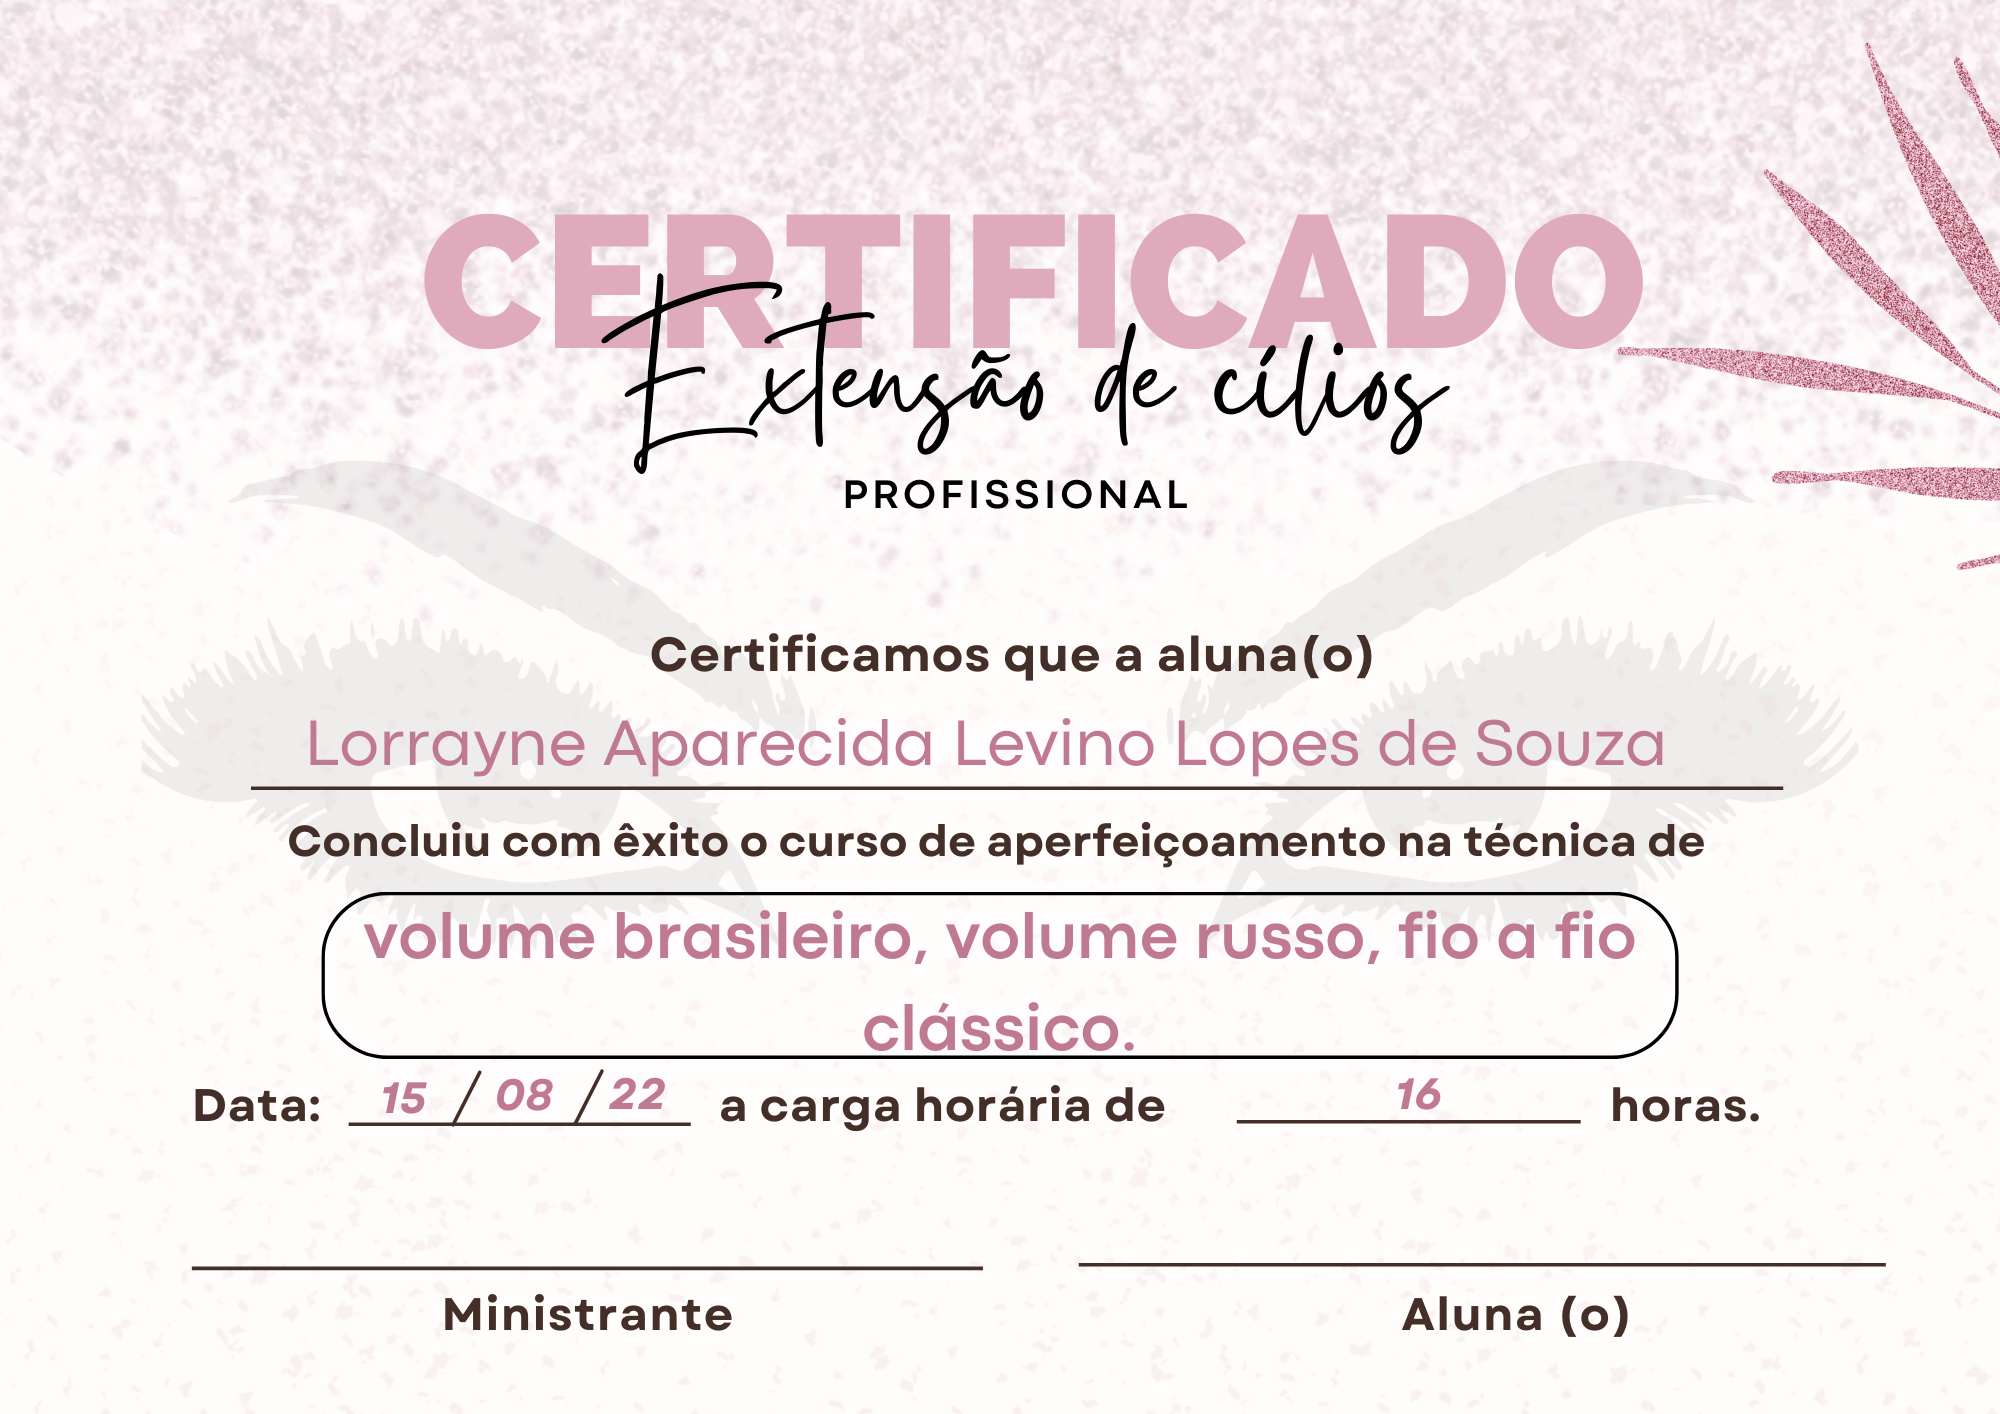 CERTIFICADO
Extensão de cílios
PROFISSIONAL
Certificamos que a aluna(o)
Lorrayne Aparecida Levino Lopes de Souza
Concluiu com êxito o curso de aperfeiçoamento na técnica de
volume brasileiro, volume russo, fio a fio
clássico.
Data: 15 / 08 / 22 a carga horária de 16 horas.
Ministrante Aluna (o)